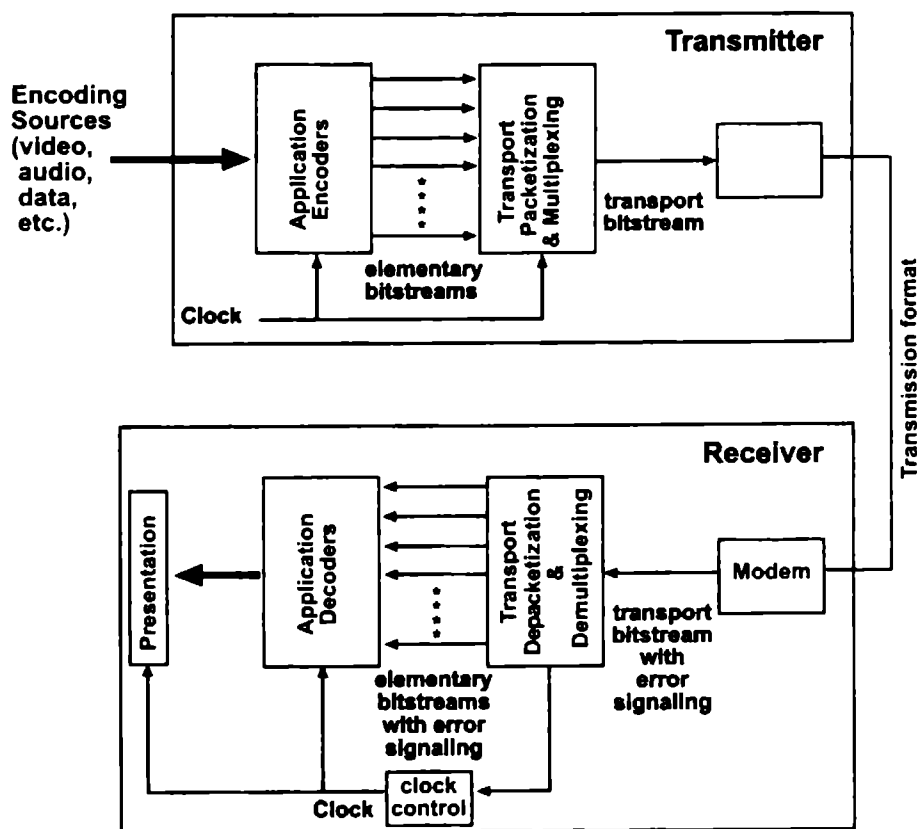 Transmitter
Encoding
Sources
(video,
audio,
data,
etc.)
Application
Encoders
* * * *
elementary
bitstreams
Clock
Transport
Packetization
& Multiplexing
transport
bitstream
Transmission format
Receiver
Presentation
Application
Decoders
* * * *
elementary
bitstreams
with error
signaling
Transport
Depacketization
&
Demultiplexing
Modem
transport
bitstream
with
error
signaling
Clock
clock
control